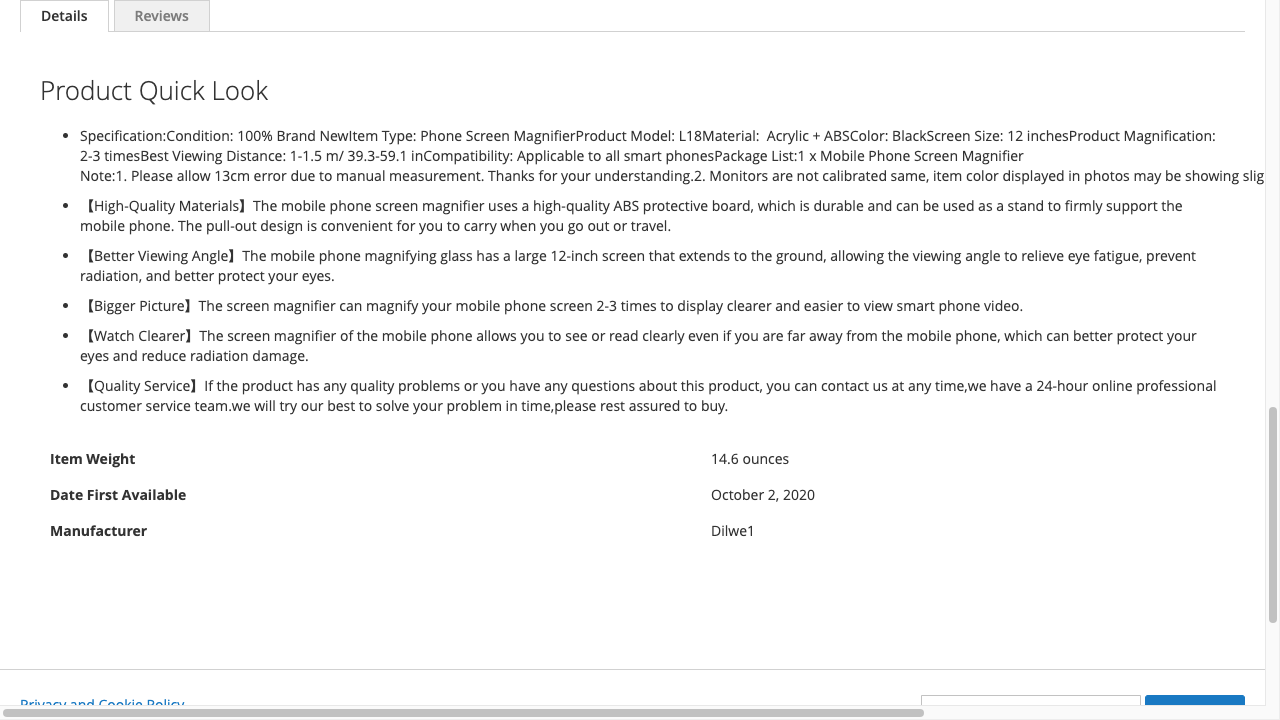 Details
Reviews
Product Quick Look
Specification:Condition: 100% Brand NewItem Type: Phone Screen MagnifierProduct Model: L18Material:  Acrylic + ABSColor: BlackScreen Size: 12 inchesProduct Magnification:
2-3 timesBest Viewing Distance: 1-1.5 m/ 39.3-59.1 inCompatibility: Applicable to all smart phonesPackage List:1 x Mobile Phone Screen Magnifier
Note:1. Please allow 13cm error due to manual measurement. Thanks for your understanding.2. Monitors are not calibrated same, item color displayed in photos may be showing slig
【High-Quality Materials】The mobile phone screen magnifier uses a high-quality ABS protective board, which is durable and can be used as a stand to firmly support the
mobile phone. The pull-out design is convenient for you to carry when you go out or travel.
【Better Viewing Angle】The mobile phone magnifying glass has a large 12-inch screen that extends to the ground, allowing the viewing angle to relieve eye fatigue, prevent
radiation, and better protect your eyes.
【Bigger Picture】The screen magnifier can magnify your mobile phone screen 2-3 times to display clearer and easier to view smart phone video.
【Watch Clearer】The screen magnifier of the mobile phone allows you to see or read clearly even if you are far away from the mobile phone, which can better protect your
eyes and reduce radiation damage.
【Quality Service】If the product has any quality problems or you have any questions about this product, you can contact us at any time,we have a 24-hour online professional
customer service team.we will try our best to solve your problem in time,please rest assured to buy.
Item Weight 14.6 ounces
Date First Available October 2, 2020
Manufacturer Dilwe1
Privacy and Cookie Policy